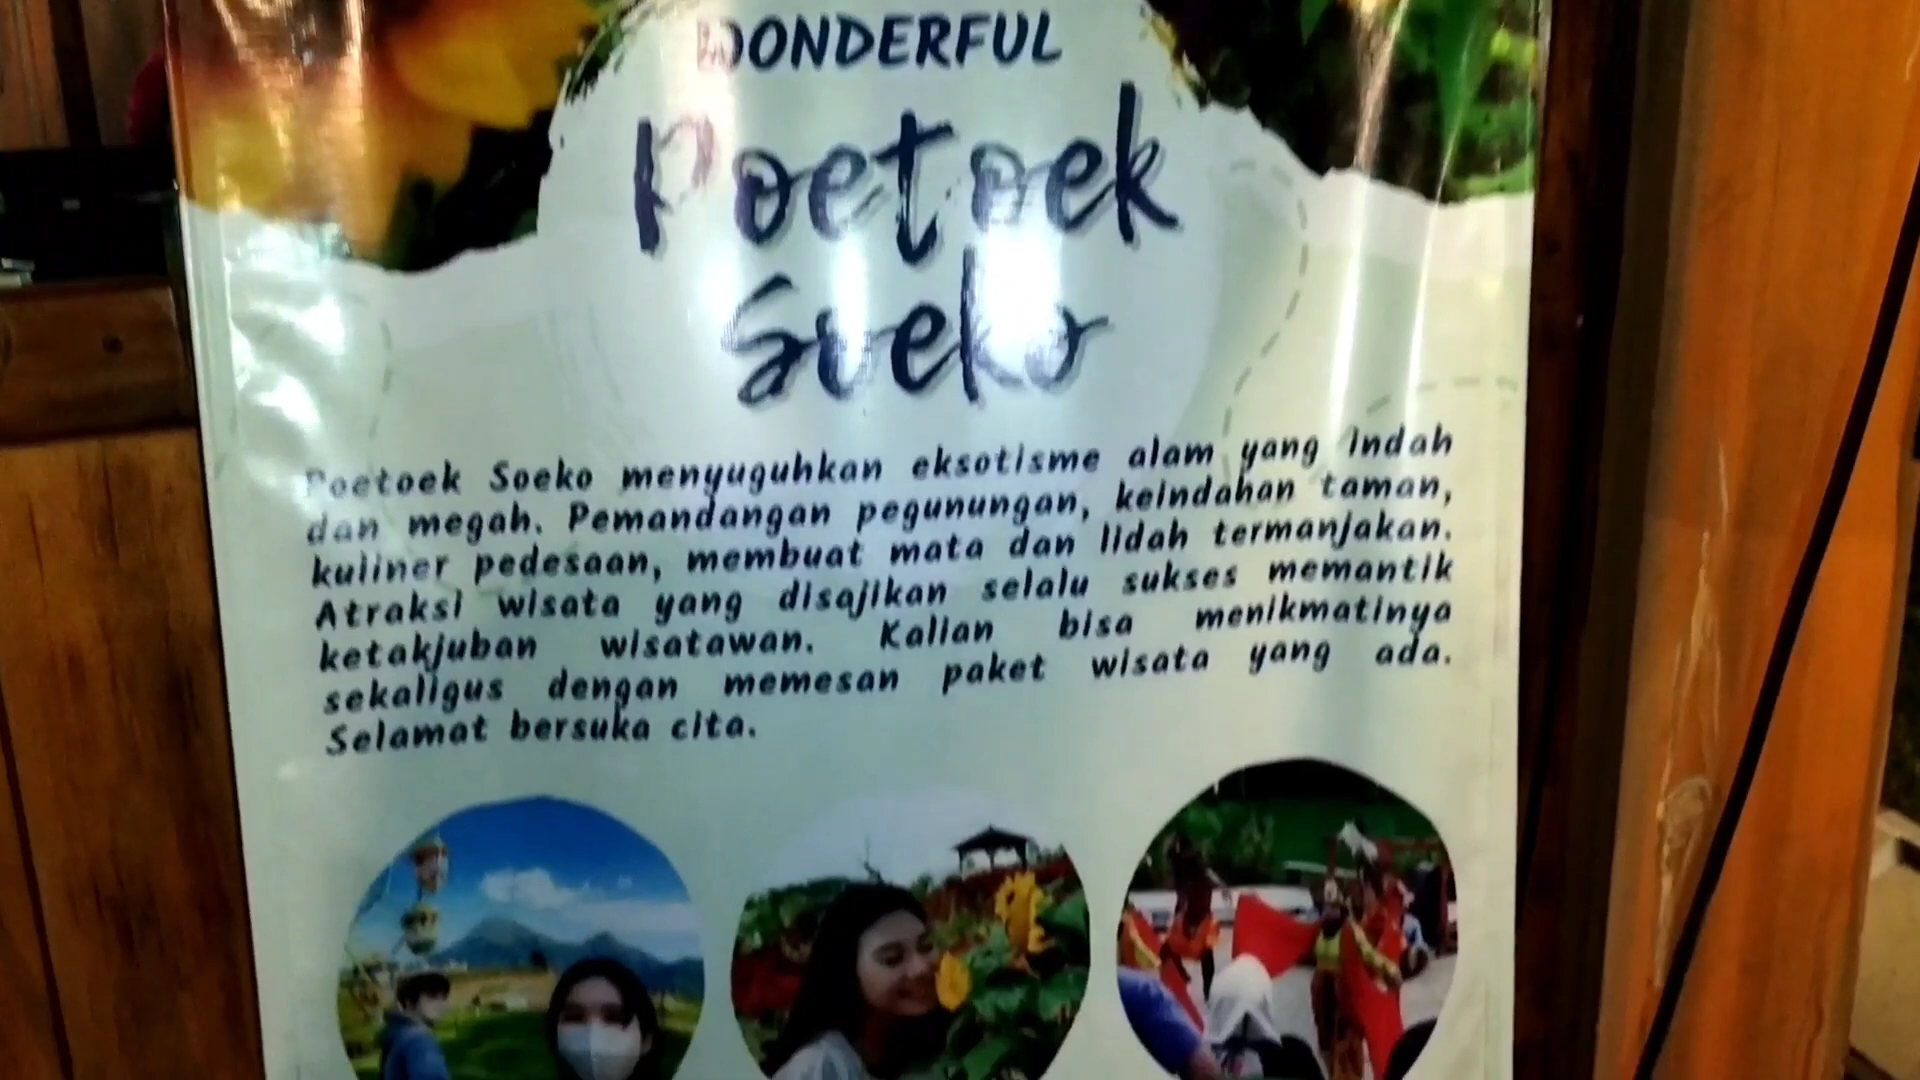 WONDERFUL
Poetoek
Soeko
Poetoek Soeko menyuguhkan eksotisme alam yang indah
dan megah. Pemandangan pegunungan, keindahan taman,
kuliner pedesaan, membuat mata dan lidah termanjakan.
Atraksi wisata yang disajikan selalu sukses memantik
ketakjuban wisatawan. Kalian bisa menikmatinya
sekaligus dengan memesan paket wisata yang ada.
Selamat bersuka cita.